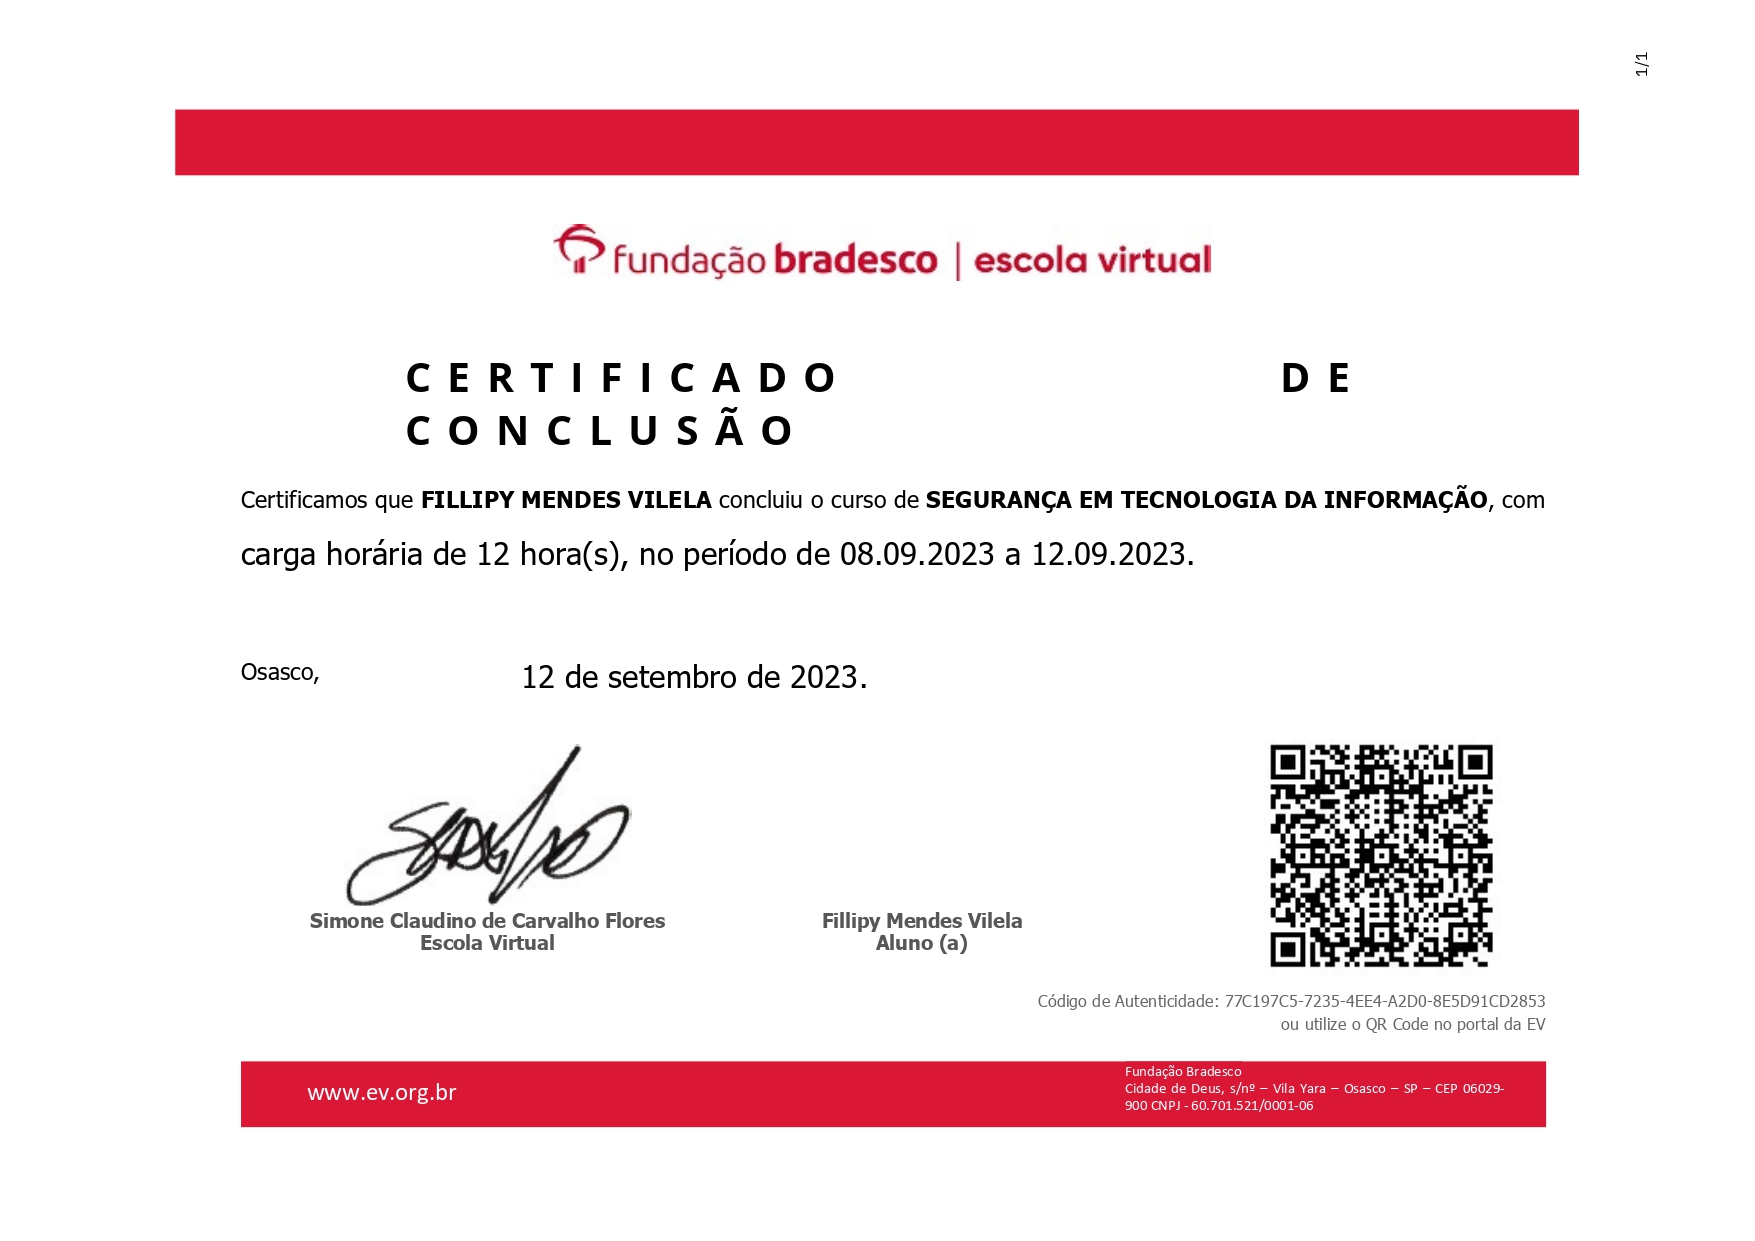 1/1
fundação bradesco | escola virtual
CERTIFICADO DE
CONCLUSÃO
Certificamos que FILLIPY MENDES VILELA concluiu o curso de SEGURANÇA EM TECNOLOGIA DA INFORMAÇÃO, com
carga horária de 12 hora(s), no período de 08.09.2023 a 12.09.2023.
Osasco, 12 de setembro de 2023.
Simone Claudino de Carvalho Flores
Escola Virtual
Fillipy Mendes Vilela
Aluno (a)
Código de Autenticidade: 77C197C5-7235-4EE4-A2D0-8E5D91CD2853
ou utilize o QR Code no portal da EV
www.ev.org.br
Fundação Bradesco
Cidade de Deus, s/nº – Vila Yara – Osasco – SP – CEP 06029-
900 CNPJ - 60.701.521/0001-06